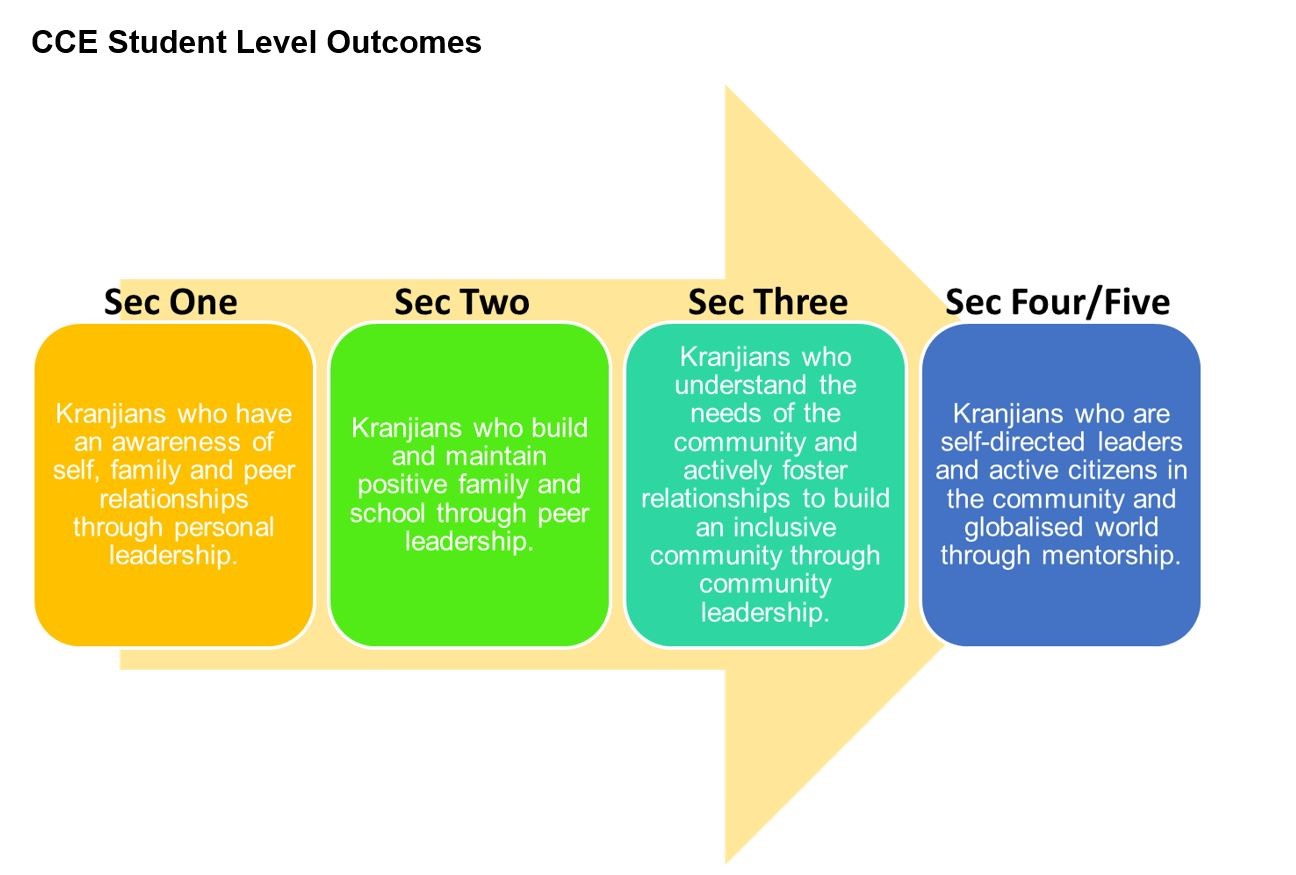 CCE Student Level Outcomes
Sec One
Kranjians who have
an awareness of
self, family and peer
relationships
through personal
leadership.
Sec Two
Kranjians who build
and maintain
positive family and
school through peer
leadership.
Sec Three
Kranjians who
understand the
needs of the
community and
actively foster
relationships to build
an inclusive
community through
community
leadership.
Sec Four/Five
Kranjians who are
self-directed leaders
and active citizens in
the community and
globalised world
through mentorship.